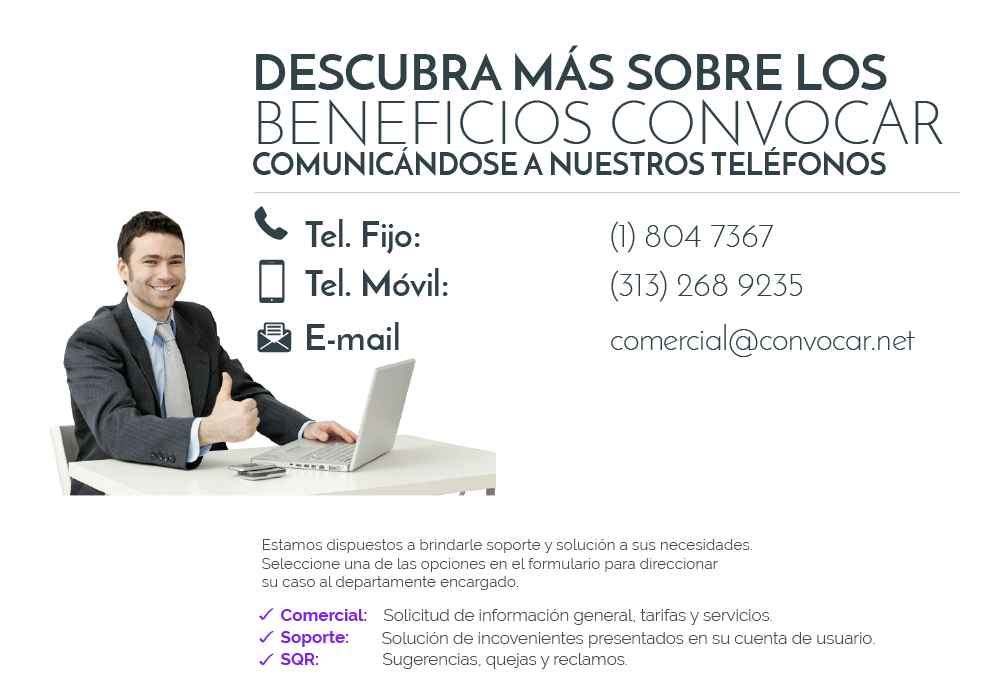 DESCUBRA MÁS SOBRE LOS
BENEFICIOS CONVOCAR
COMUNICÁNDOSE A NUESTROS TELÉFONOS
Tel. Fijo: (1) 804 7367
Tel. Móvil: (313) 268 9235
E-mail comercial@convocar.net
Estamos dispuestos a brindarle soporte y solución a sus necesidades.
Seleccione una de las opciones en el formulario para direccionar
su caso al departamente encargado.
Comercial: Solicitud de información general, tarifas y servicios.
Soporte: Solución de incovenientes presentados en su cuenta de usuario.
SQR: Sugerencias, quejas y reclamos.